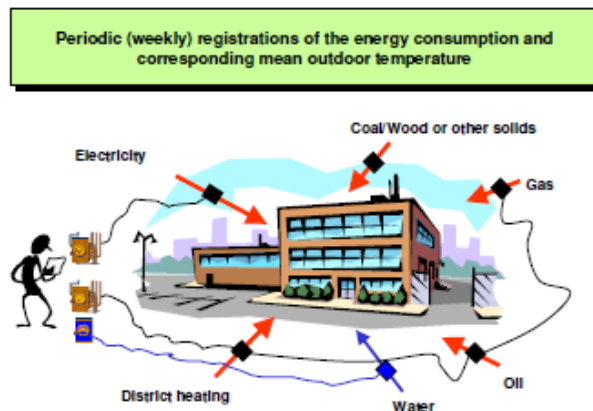 Periodic (weekly) registrations of the energy consumption and
corresponding mean outdoor temperature
Coal/Wood or other solids
Electricity
Gas
District heating
Oil
Water